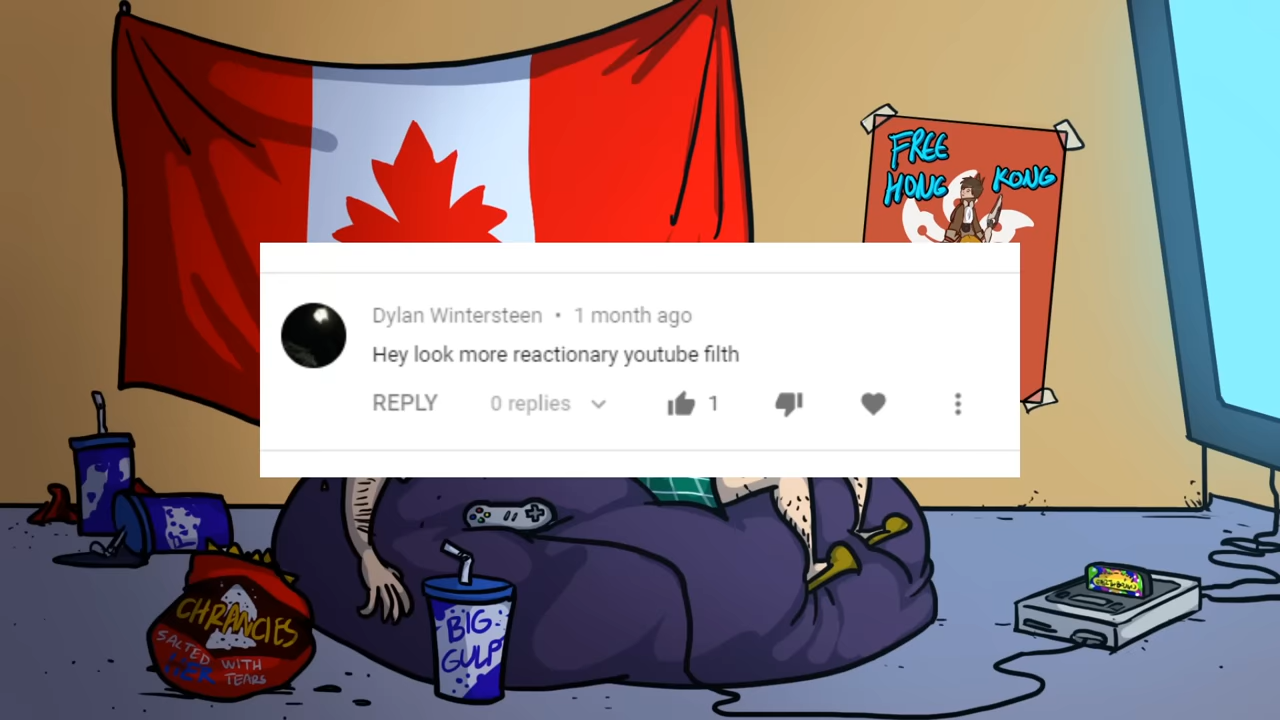 FREE
HONG KONG
Dylan Wintersteen • 1 month ago
Hey look more reactionary youtube filth
REPLY 0 replies 1
BIG
GULP
CHRANCIES
SALTED WITH
TEARS